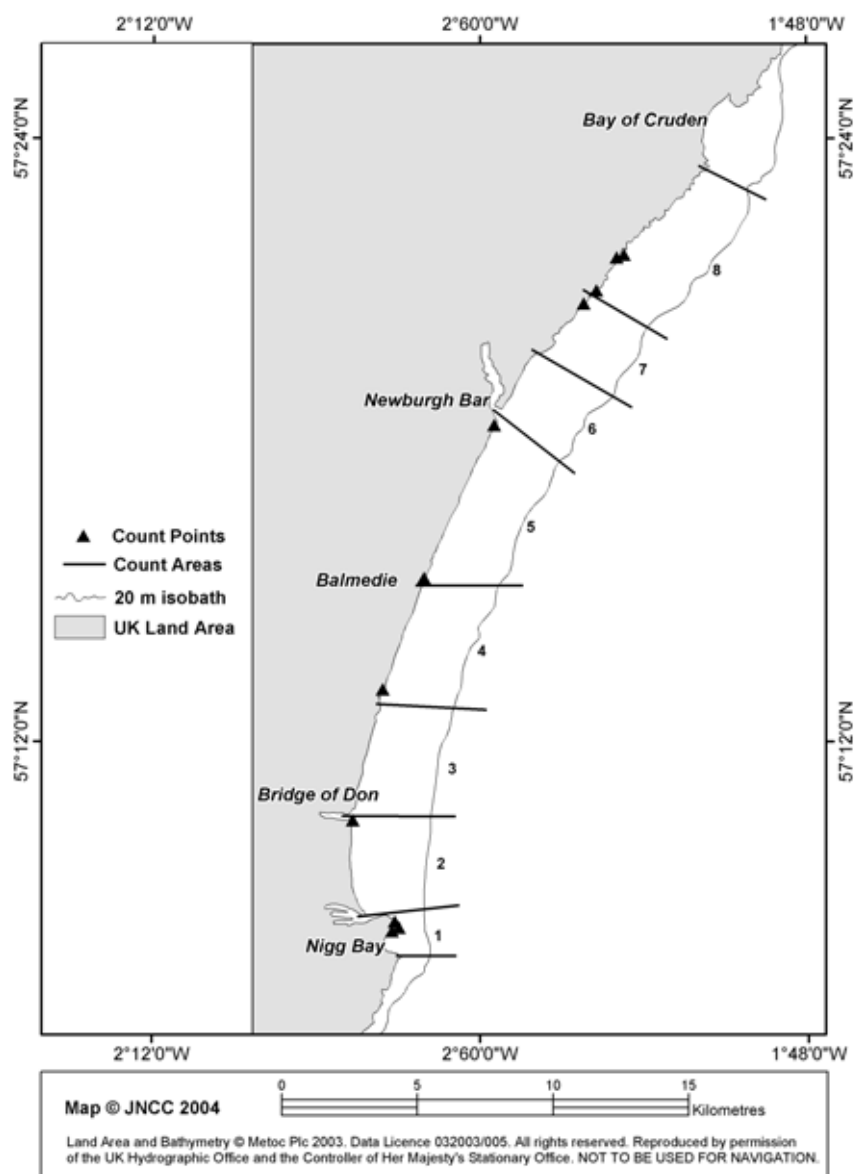 2°12'0"W 2°60'0"W 1°48'0"W
Bay of Cruden
57°24'0"N 57°24'0"N
8
7
Newburgh Bar
6
5
Count Points
Count Areas
Balmedie
20 m isobath
UK Land Area
4
57°12'0"N 57°12'0"N
3
Bridge of Don
2
Nigg Bay 1
2°12'0"W 2°60'0"W 1°48'0"W
0 5 10 15
Map © JNCC 2004 Kilometres
Land Area and Bathymetry © Metoc Plc 2003. Data Licence 032003/005. All rights reserved. Reproduced by permission
of the UK Hydrographic Office and the Controller of Her Majesty's Stationary Office. NOT TO BE USED FOR NAVIGATION.